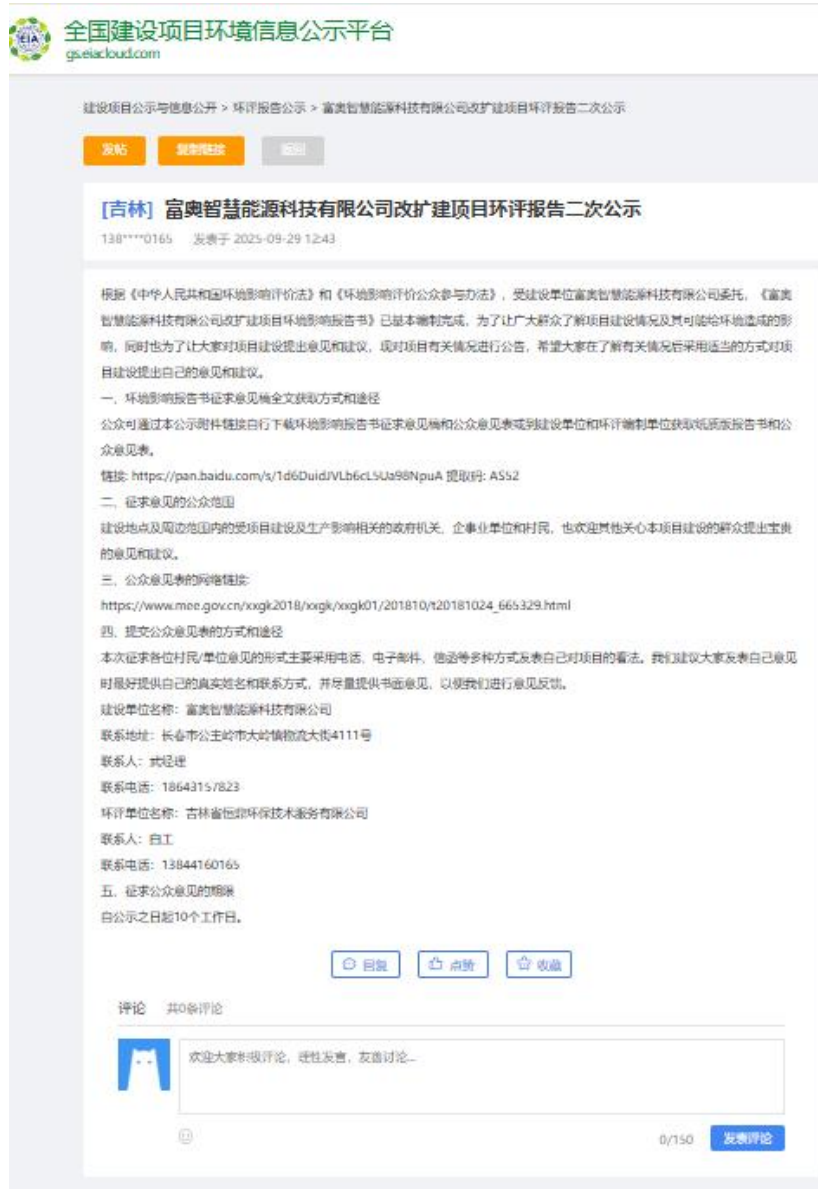 EIA
全国建设项目环境信息公示平台
gs.eiacloud.com
建设项目公示与信息公开 > 环评报告公示 > 富奥智慧能源科技有限公司改扩建项目环评报告二次公示
发帖
复制链接
返回
[吉林] 富奥智慧能源科技有限公司改扩建项目环评报告二次公示
138****0165 发表于 2025-09-29 12:43
根据《中华人民共和国环境影响评价法》和《环境影响评价公众参与办法》，受建设单位富奥智慧能源科技有限公司委托，《富奥
智慧能源科技有限公司改扩建项目环境影响报告书》已基本编制完成，为了让广大群众了解项目建设情况及其可能给环境造成的影
响，同时也为了让大家对项目建设提出意见和建议，现对项目有关情况进行公告，希望大家在了解有关情况后采用适当的方式对项
目建设提出自己的意见和建议。
一、环境影响报告书征求意见稿全文获取方式和途径
公众可通过本公示附件链接自行下载环境影响报告书征求意见稿和公众意见表或到建设单位和环评编制单位获取纸质版报告书和公
众意见表。
链接: https://pan.baidu.com/s/1d6DuidJVLb6cL5Ua98NpuA 提取码: AS52
二、征求意见的公众范围
建设地点及周边范围内的受项目建设及生产影响相关的政府机关、企事业单位和村民，也欢迎其他关心本项目建设的群众提出宝贵
的意见和建议。
三、公众意见表的网络链接:
https://www.mee.gov.cn/xxgk2018/xxgk/xxgk01/201810/t20181024_665329.html
四、提交公众意见表的方式和途径
本次征求各位村民/单位意见的形式主要采用电话、电子邮件、信函等多种方式发表自己对项目的看法。我们建议大家发表自己意见
时最好提供自己的真实姓名和联系方式，并尽量提供书面意见，以便我们进行意见反馈。
建设单位名称：富奥智慧能源科技有限公司
联系地址：长春市公主岭市大岭镇物流大街4111号
联系人：武经理
联系电话：18643157823
环评单位名称：吉林省恒鼎环保技术服务有限公司
联系人：白工
联系电话：13844160165
五、征求公众意见的期限
自公示之日起10个工作日。
回复
点赞
收藏
评论 共0条评论
欢迎大家积极评论，理性发言，友善讨论...
0/150
发表评论